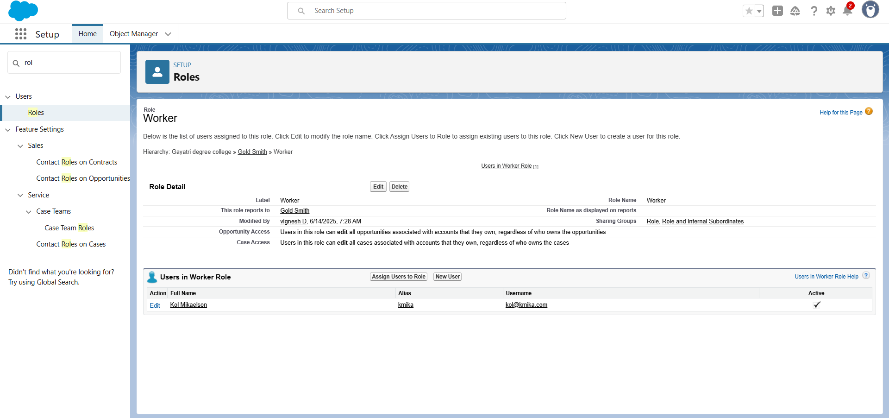 Search Setup
2
Setup
Home
Object Manager
rol
Users
Roles
Feature Settings
Sales
Contact Roles on Contracts
Contact Roles on Opportunities
Service
Case Teams
Case Team Roles
Contact Roles on Cases
Didn't find what you're looking for?
Try using Global Search.
SETUP
Roles
Role
Worker
Help for this Page
Below is the list of users assigned to this role. Click Edit to modify the role name. Click Assign Users to Role to assign existing users to this role. Click New User to create a user for this role.
Hierarchy: Gayatri degree college » Gold Smith » Worker
Users in Worker Role [1]
Role Detail Edit Delete
Label Worker Role Name Worker
This role reports to Gold Smith Role Name as displayed on reports
Modified By vignesh D, 6/14/2025, 7:26 AM Sharing Groups Role, Role and Internal Subordinates
Opportunity Access Users in this role can edit all opportunities associated with accounts that they own, regardless of who owns the opportunities
Case Access Users in this role can edit all cases associated with accounts that they own, regardless of who owns the cases
Users in Worker Role Assign Users to Role New User Users in Worker Role Help ?
Action Full Name Alias Username Active
Edit Kol Mikaelson kmika kol@kmika.com ✓